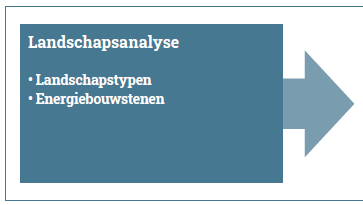 Landschapsanalyse
• Landschapstypen
• Energiebouwstenen